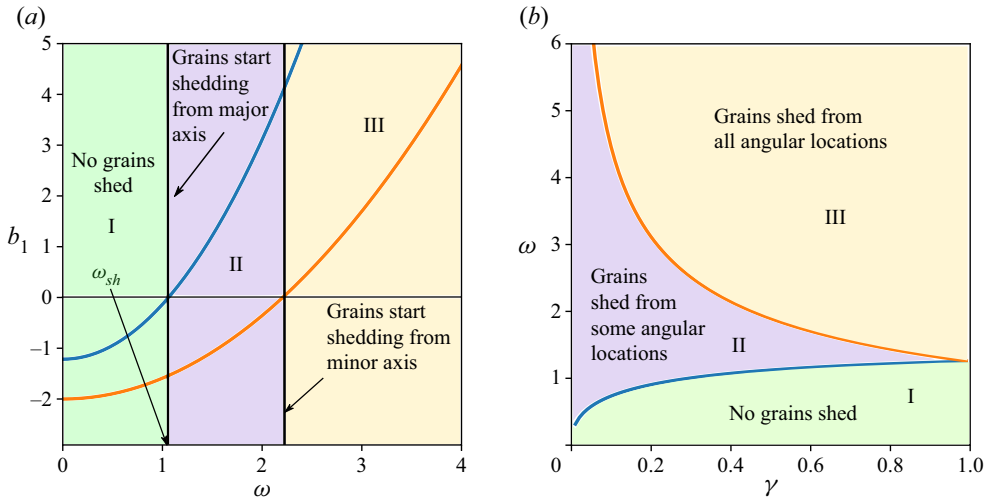 (a)
5
4
3
2
1
0
−1
−2
b1
0
1
2
3
4
ω
No grains
shed
I
ωsh
Grains start
shedding
from major
axis
II
III
Grains start
shedding from
minor axis
(b)
6
5
4
3
2
1
0
ω
0.2
0.4
0.6
0.8
1.0
γ
Grains shed from
all angular locations
III
Grains
shed from
some angular
locations
II
I
No grains shed